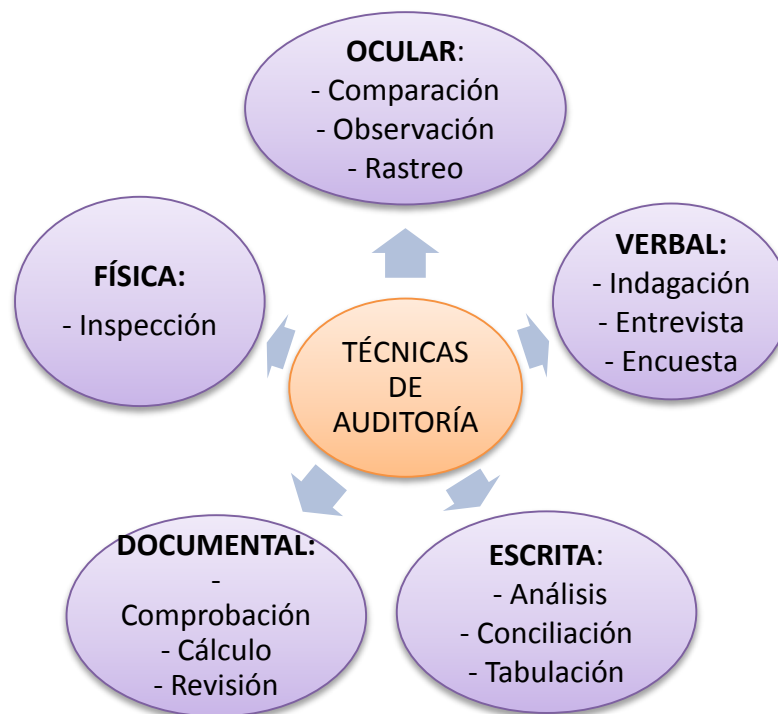 OCULAR:
- Comparación
- Observación
- Rastreo
FÍSICA:
- Inspección
VERBAL:
- Indagación
- Entrevista
- Encuesta
TÉCNICAS
DE
AUDITORÍA
DOCUMENTAL:
-
Comprobación
- Cálculo
- Revisión
ESCRITA:
- Análisis
- Conciliación
- Tabulación